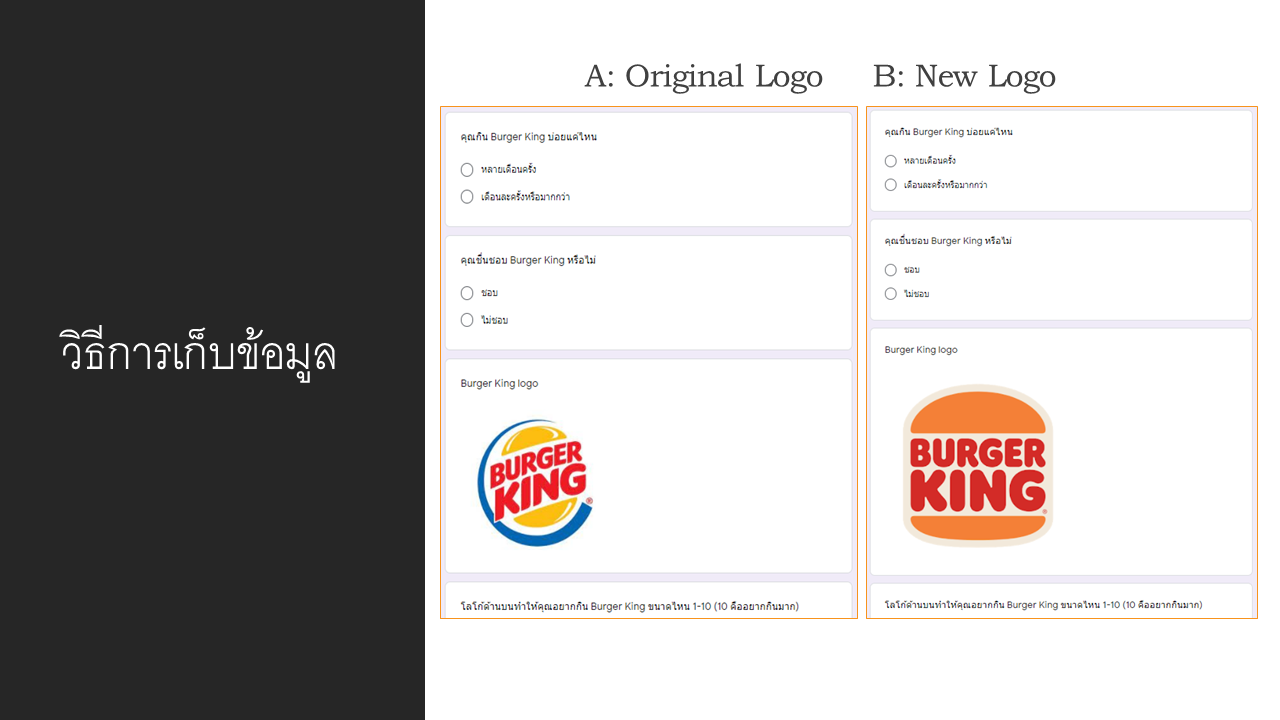 วิธีการเก็บข้อมูล
A: Original Logo
คุณกิน Burger King บ่อยแค่ไหน
หลายเดือนครั้ง
เดือนละครั้งหรือมากกว่า
คุณชื่นชอบ Burger King หรือไม่
ชอบ
ไม่ชอบ
Burger King logo
BURGER
KING
®
โลโก้ด้านบนทำให้คุณอยากกิน Burger King ขนาดไหน 1-10 (10 คืออยากกินมาก)
B: New Logo
คุณกิน Burger King บ่อยแค่ไหน
หลายเดือนครั้ง
เดือนละครั้งหรือมากกว่า
คุณชื่นชอบ Burger King หรือไม่
ชอบ
ไม่ชอบ
Burger King logo
BURGER
KING
®
โลโก้ด้านบนทำให้คุณอยากกิน Burger King ขนาดไหน 1-10 (10 คืออยากกินมาก)